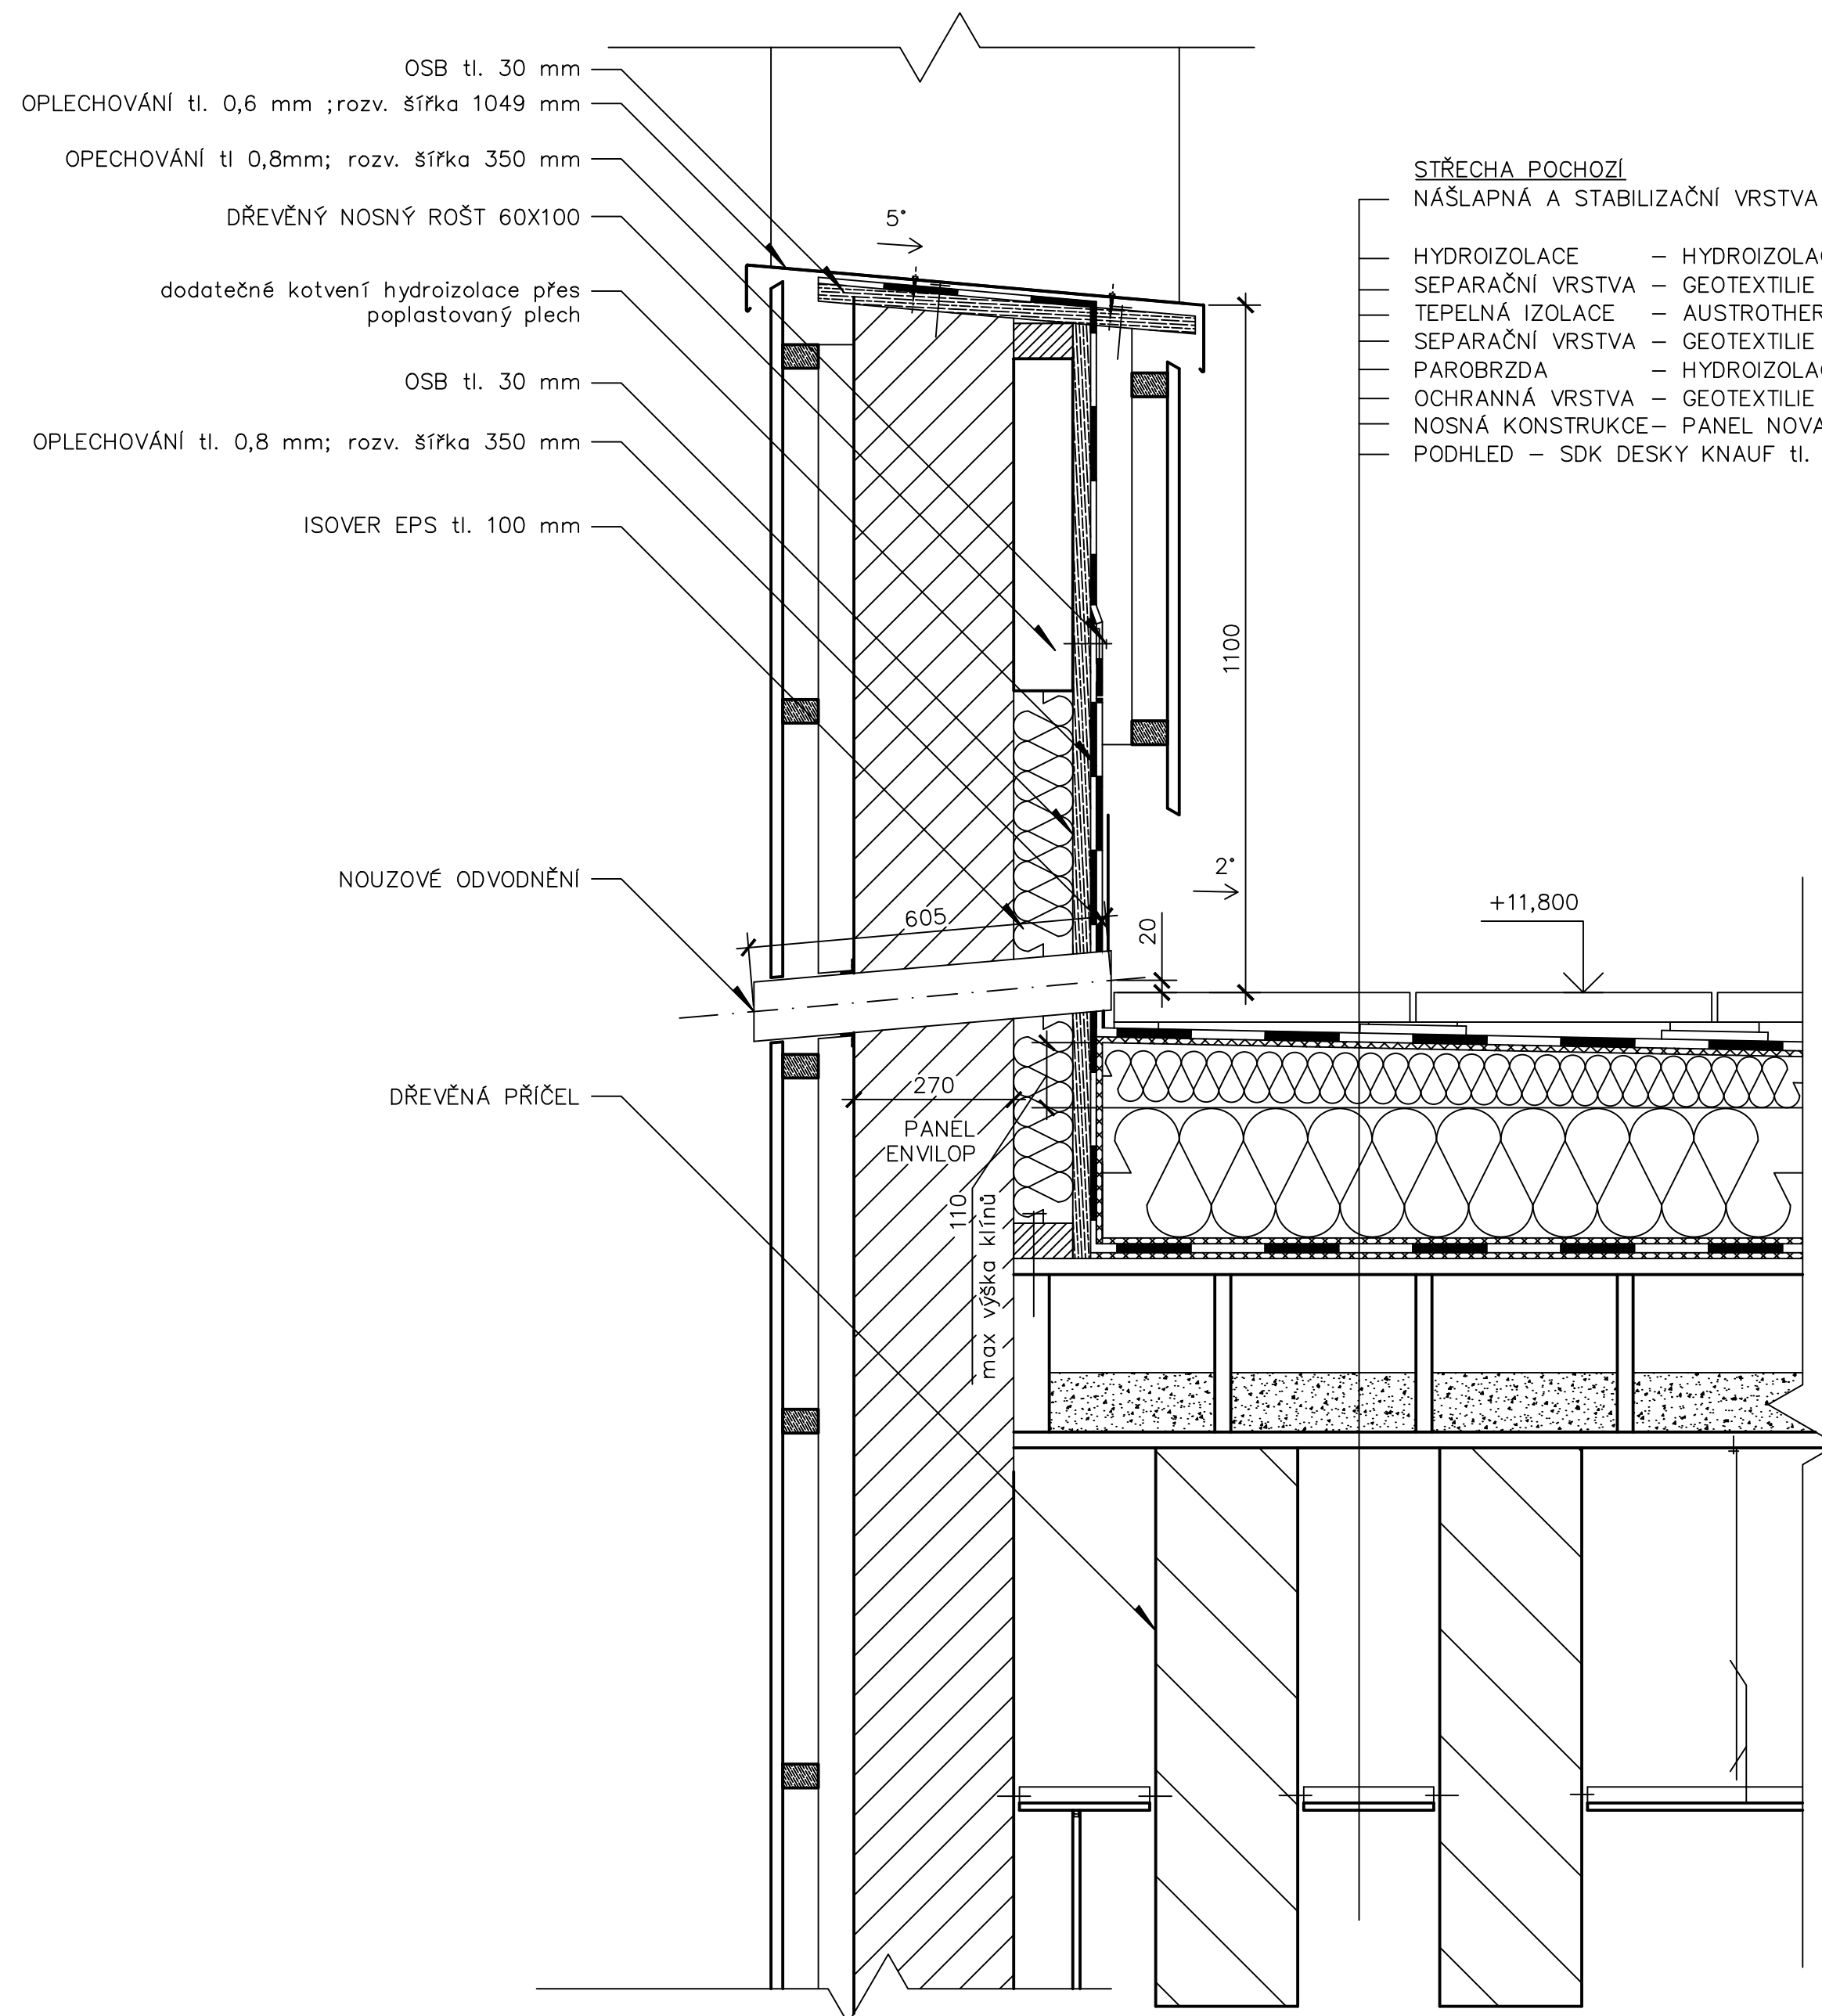 OSB tl. 30 mm
OPLECHOVÁNÍ tl. 0,6 mm ;rozv. šířka 1049 mm
OPECHOVÁNÍ tl 0,8mm; rozv. šířka 350 mm
DŘEVĚNÝ NOSNÝ ROŠT 60X100
dodatečné kotvení hydroizolace přes
poplastovaný plech
OSB tl. 30 mm
OPLECHOVÁNÍ tl. 0,8 mm; rozv. šířka 350 mm
ISOVER EPS tl. 100 mm
NOUZOVÉ ODVODNĚNÍ
DŘEVĚNÁ PŘÍČEL
5°
1100
2°
605
20
+11,800
270
PANEL
ENVILOP
110
max výška klínů
STŘECHA POCHOZÍ
NÁŠLAPNÁ A STABILIZAČNÍ VRSTVA
HYDROIZOLACE – HYDROIZOLAC
SEPARAČNÍ VRSTVA – GEOTEXTILIE
TEPELNÁ IZOLACE – AUSTROTHER
SEPARAČNÍ VRSTVA – GEOTEXTILIE
PAROBRZDA – HYDROIZOLAC
OCHRANNÁ VRSTVA – GEOTEXTILIE
NOSNÁ KONSTRUKCE– PANEL NOVA
PODHLED – SDK DESKY KNAUF tl.